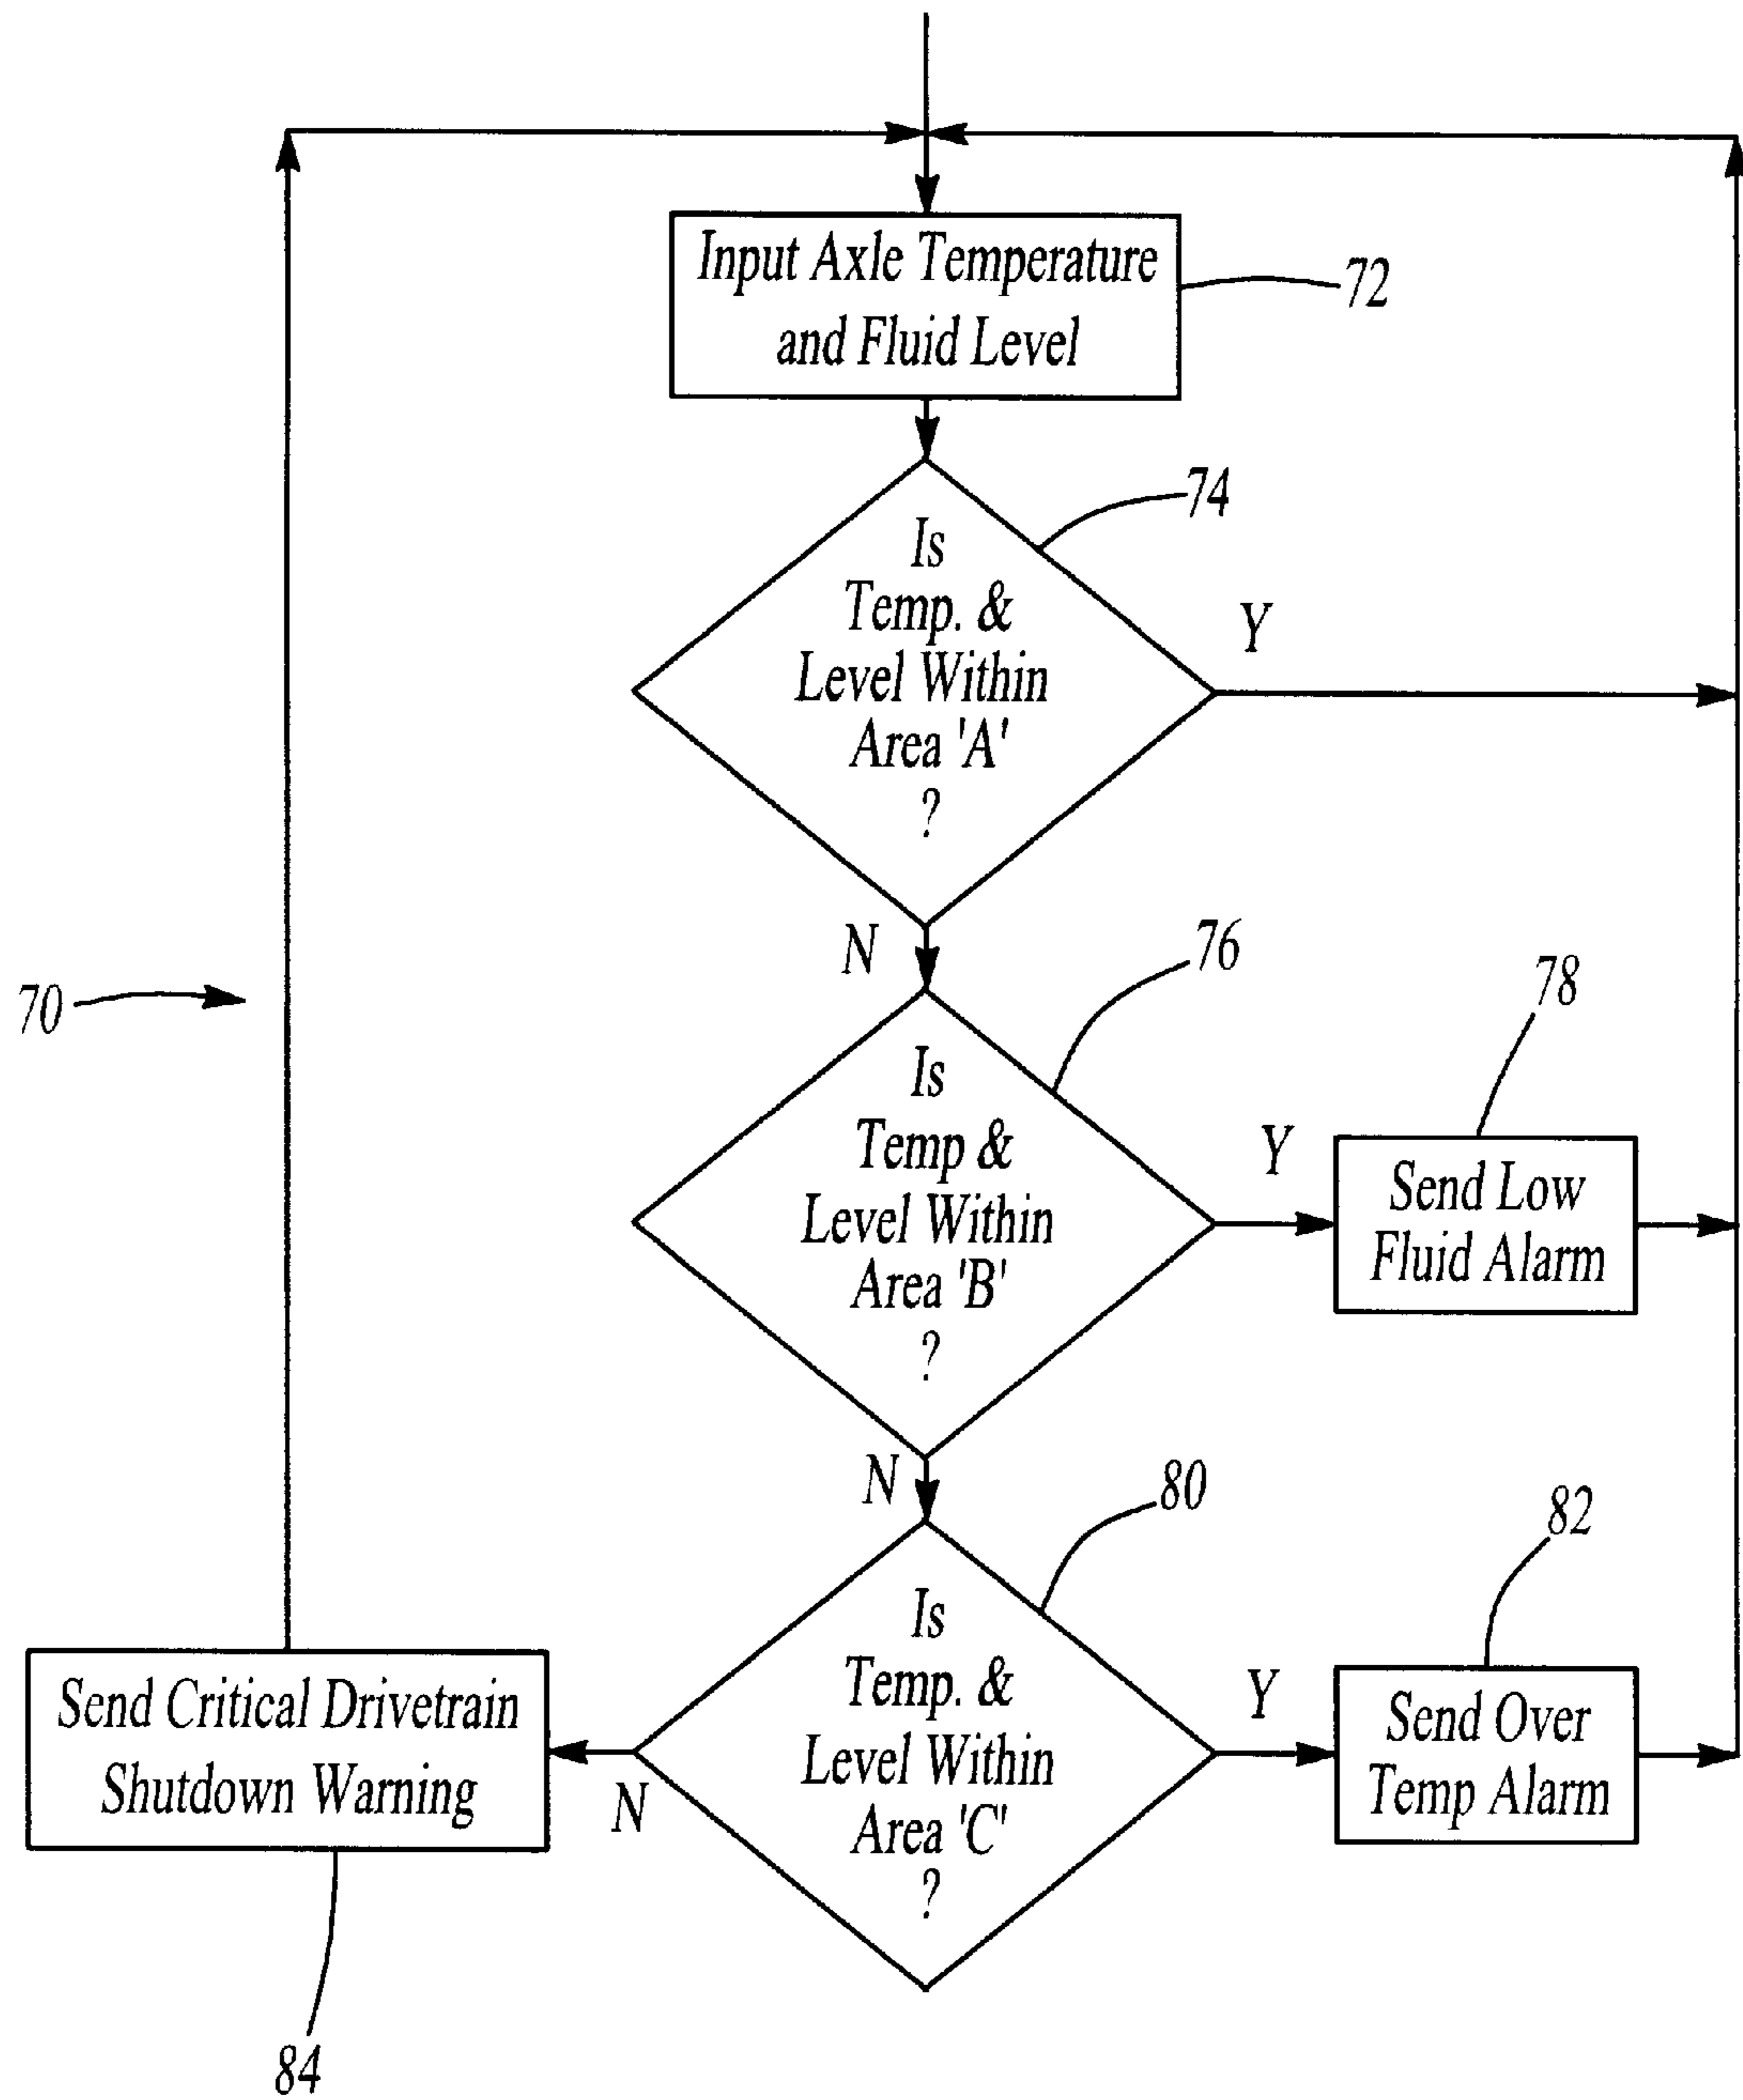 Input Axle Temperature
and Fluid Level
72
74
Is
Temp. &
Level Within
Area 'A'
?
Y
N
76
70
78
Is
Temp &
Level Within
Area 'B'
?
Y
Send Low
Fluid Alarm
N
80
82
Is
Temp. &
Level Within
Area 'C'
?
Y
Send Over
Temp Alarm
N
Send Critical Drivetrain
Shutdown Warning
84